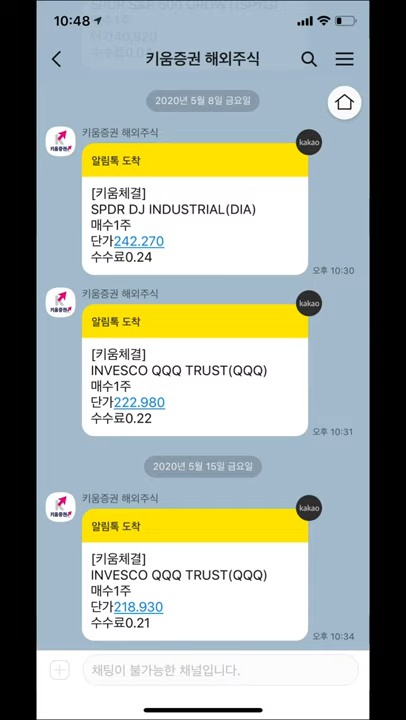 10:48
키움증권 해외주식
2020년 5월 8일 금요일
키움증권 해외주식
kakao
알림톡 도착
[키움체결]
SPDR DJ INDUSTRIAL(DIA)
매수1주
단가242.270
수수료0.24
오후 10:30
키움증권 해외주식
kakao
알림톡 도착
[키움체결]
INVESCO QQQ TRUST(QQQ)
매수1주
단가222.980
수수료0.22
오후 10:31
2020년 5월 15일 금요일
키움증권 해외주식
kakao
알림톡 도착
[키움체결]
INVESCO QQQ TRUST(QQQ)
매수1주
단가218.930
수수료0.21
오후 10:34
채팅이 불가능한 채널입니다.